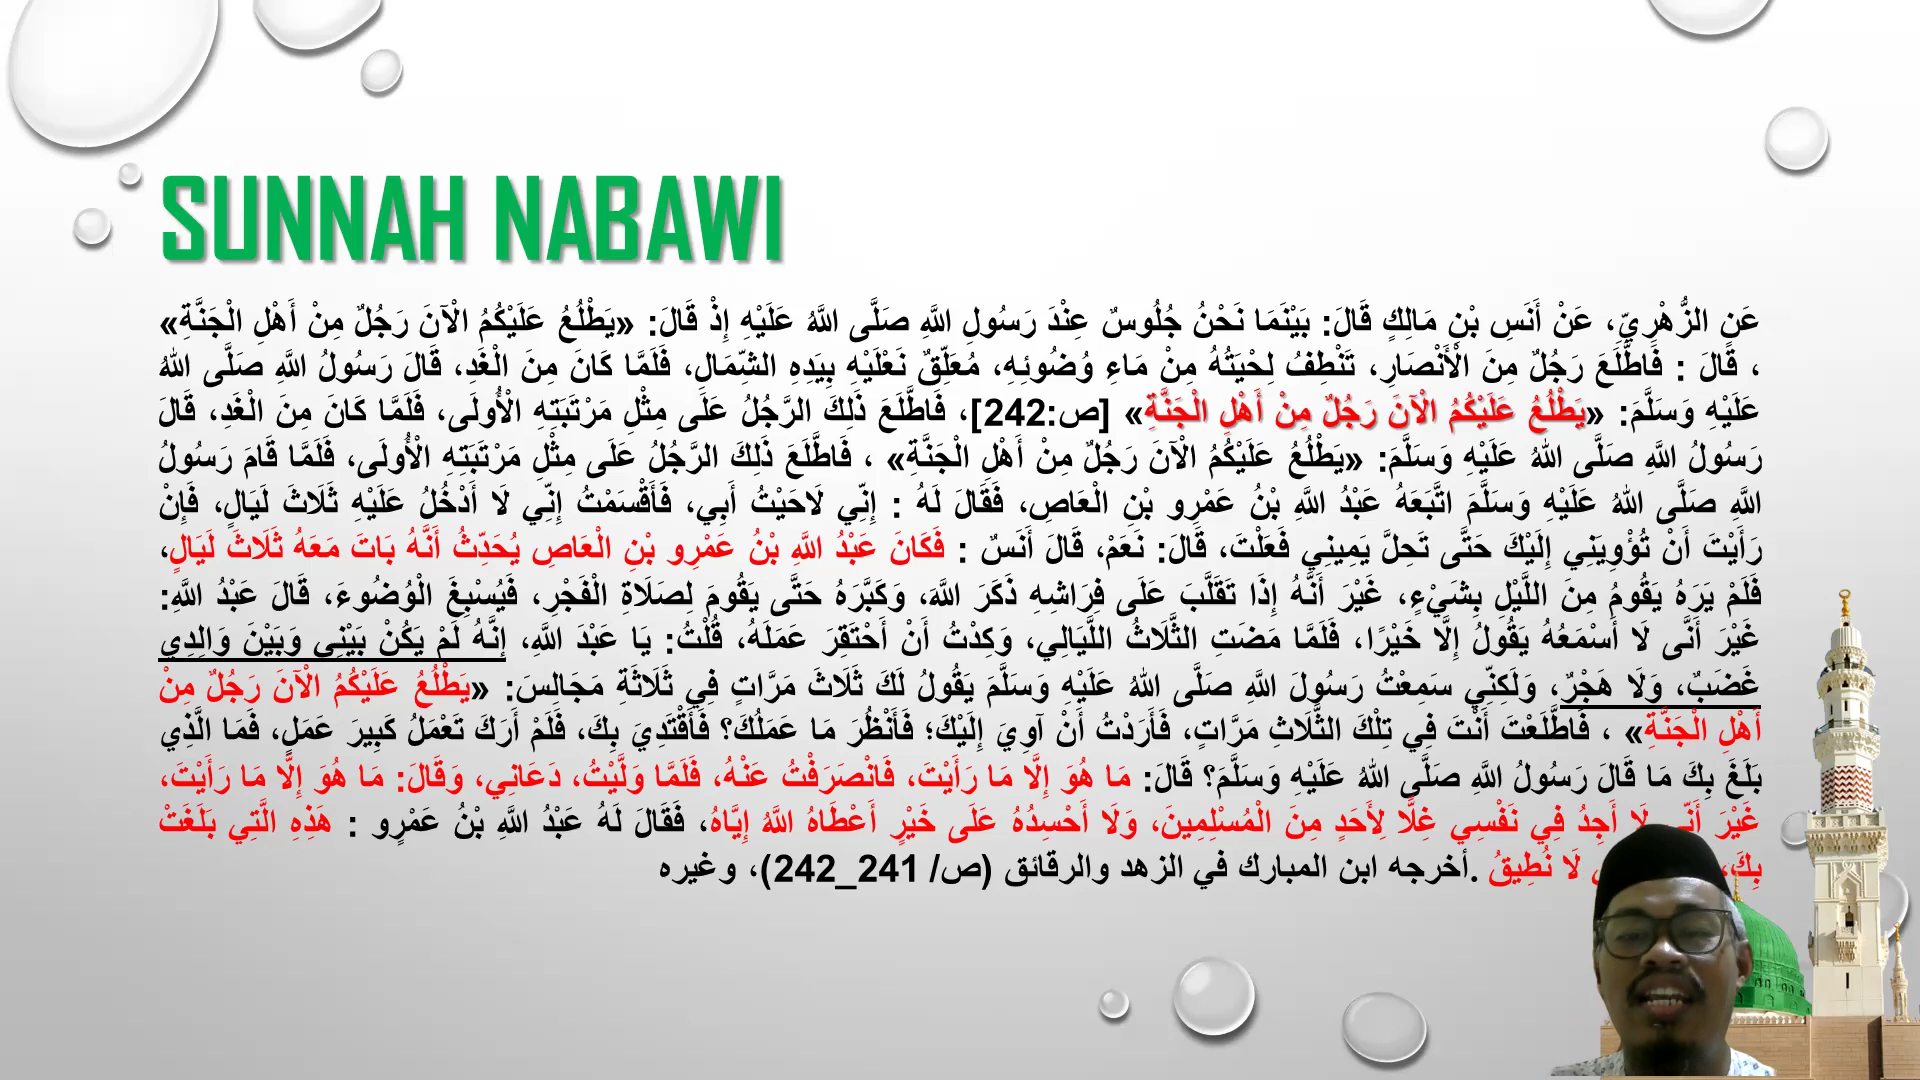 SUNNAH NABAWI
عَنِ الزُّهْرِيِّ، عَنْ أَنَسِ بْنِ مَالِكٍ قَالَ: بَيْنَمَا نَحْنُ جُلُوسٌ عِنْدَ رَسُولِ اللَّهِ صَلَّى اللَّهُ عَلَيْهِ إِذْ قَالَ: «يَطْلُعُ عَلَيْكُمُ الْآنَ رَجُلٌ مِنْ أَهْلِ الْجَنَّةِ»
، قَالَ : فَاطَّلَعَ رَجُلٌ مِنَ الْأَنْصَارِ، تَنْطِفُ لِحْيَتُهُ مِنْ مَاءِ وُضُوئِهِ، مُعَلِّقٌ نَعْلَيْهِ بِيَدِهِ الشِّمَالِ، فَلَمَّا كَانَ مِنَ الْغَدِ، قَالَ رَسُولُ اللَّهِ صَلَّى اللهُ
عَلَيْهِ وَسَلَّمَ: «يَطْلُعُ عَلَيْكُمُ الْآنَ رَجُلٌ مِنْ أَهْلِ الْجَنَّةِ» [ص:242]، فَاطَّلَعَ ذَلِكَ الرَّجُلُ عَلَى مِثْلِ مَرْتَبَتِهِ الْأُولَى، فَلَمَّا كَانَ مِنَ الْغَدِ، قَالَ
رَسُولُ اللَّهِ صَلَّى اللهُ عَلَيْهِ وَسَلَّمَ: «يَطْلُعُ عَلَيْكُمُ الْآنَ رَجُلٌ مِنْ أَهْلِ الْجَنَّةِ» ، فَاطَّلَعَ ذَلِكَ الرَّجُلُ عَلَى مِثْلِ مَرْتَبَتِهِ الْأُولَى، فَلَمَّا قَامَ رَسُولُ
اللَّهِ صَلَّى اللهُ عَلَيْهِ وَسَلَّمَ اتَّبَعَهُ عَبْدُ اللَّهِ بْنُ عَمْرِو بْنِ الْعَاصِ، فَقَالَ لَهُ : إِنِّي لَاحَيْتُ أَبِي، فَأَقْسَمْتُ إِنِّي لَا أَدْخُلُ عَلَيْهِ ثَلَاثَ لَيَالٍ، فَإِنْ
رَأَيْتَ أَنْ تُؤْوِيَنِي إِلَيْكَ حَتَّى تَحِلَّ يَمِينِي فَعَلْتَ، قَالَ: نَعَمْ، قَالَ أَنَسٌ : فَكَانَ عَبْدُ اللَّهِ بْنُ عَمْرِو بْنِ الْعَاصِ يُحَدِّثُ أَنَّهُ بَاتَ مَعَهُ ثَلَاثَ لَيَالٍ،
فَلَمْ يَرَهُ يَقُومُ مِنَ اللَّيْلِ بِشَيْءٍ، غَيْرَ أَنَّهُ إِذَا تَقَلَّبَ عَلَى فِرَاشِهِ ذَكَرَ اللَّهَ، وَكَبَّرَهُ حَتَّى يَقُومَ لِصَلَاةِ الْفَجْرِ، فَيُسْبِغَ الْوُضُوءَ، قَالَ عَبْدُ اللَّهِ:
غَيْرَ أَنَّى لَا أَسْمَعُهُ يَقُولُ إِلَّا خَيْرًا، فَلَمَّا مَضَتِ الثَّلَاثُ اللَّيَالِي، وَكِدْتُ أَنْ أَحْتَقِرَ عَمَلَهُ، قُلْتُ: يَا عَبْدَ اللَّهِ، إِنَّهُ لَمْ يَكُنْ بَيْنِي وَبَيْنَ وَالِدِي
غَضَبٌ، وَلَا هَجْرٌ، وَلَكِنِّي سَمِعْتُ رَسُولَ اللَّهِ صَلَّى اللهُ عَلَيْهِ وَسَلَّمَ يَقُولُ لَكَ ثَلَاثَ مَرَّاتٍ فِي ثَلَاثَةِ مَجَالِسَ: «يَطْلُعُ عَلَيْكُمُ الْآنَ رَجُلٌ مِنْ
أَهْلِ الْجَنَّةِ» ، فَاطَّلَعْتَ أَنْتَ فِي تِلْكَ الثَّلَاثِ مَرَّاتٍ، فَأَرَدْتُ أَنْ آوِيَ إِلَيْكَ؛ فَأَنْظُرَ مَا عَمَلُكَ؟ فَأَقْتَدِيَ بِكَ، فَلَمْ أَرَكَ تَعْمَلُ كَبِيرَ عَمَلٍ، فَمَا الَّذِي
بَلَغَ بِكَ مَا قَالَ رَسُولُ اللَّهِ صَلَّى اللهُ عَلَيْهِ وَسَلَّمَ؟ قَالَ: مَا هُوَ إِلَّا مَا رَأَيْتَ، فَانْصَرَفْتُ عَنْهُ، فَلَمَّا وَلَّيْتُ، دَعَانِي، وَقَالَ: مَا هُوَ إِلَّا مَا رَأَيْتَ،
غَيْرَ أَنِّي لَا أَجِدُ فِي نَفْسِي غِلًّا لِأَحَدٍ مِنَ الْمُسْلِمِينَ، وَلَا أَحْسِدُهُ عَلَى خَيْرٍ أَعْطَاهُ اللَّهُ إِيَّاهُ، فَقَالَ لَهُ عَبْدُ اللَّهِ بْنُ عَمْرٍو : هَذِهِ الَّتِي بَلَغَتْ
بِكَ، لَا نُطِيقُ .أخرجه ابن المبارك في الزهد والرقائق (ص/ 241_242)، وغيره